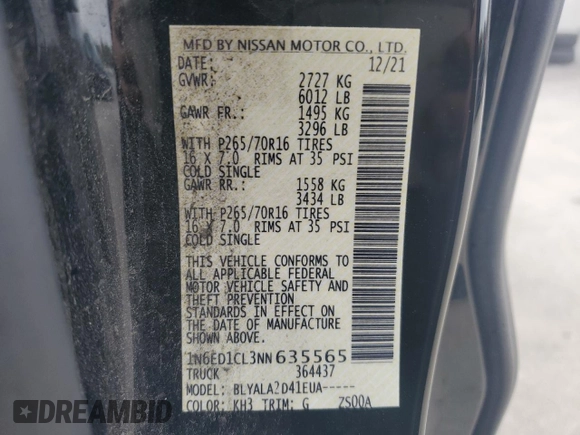 MFD BY NISSAN MOTOR CO., LTD.
DATE: 12/21
GVWR: 2727 KG
6012 LB
GAWR FR.: 1495 KG
3296 LB
WITH P265/70R16 TIRES
16 X 7.0 RIMS AT 35 PSI
COLD SINGLE
GAWR RR.: 1558 KG
3434 LB
WITH P265/70R16 TIRES
16 X 7.0 RIMS AT 35 PSI
COLD SINGLE
THIS VEHICLE CONFORMS TO
ALL APPLICABLE FEDERAL
MOTOR VEHICLE SAFETY AND
THEFT PREVENTION
STANDARDS IN EFFECT ON
THE DATE OF
MANUFACTURE SHOWN ABOVE
1N6ED1CL3NN635565
TRUCK 364437
MODEL: BLYALA2D41EUA-----
COLOR: KH3 TRIM: G ZS00A
DREAMBID